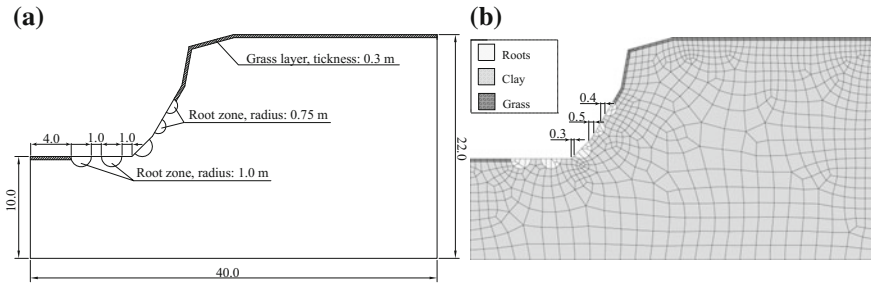 (a)
Grass layer, tickness: 0.3 m
Root zone, radius: 0.75 m
4.0 1.0 1.0
Root zone, radius: 1.0 m
10.0
22.0
40.0
(b)
Roots
Clay
Grass
0.4
0.5
0.3